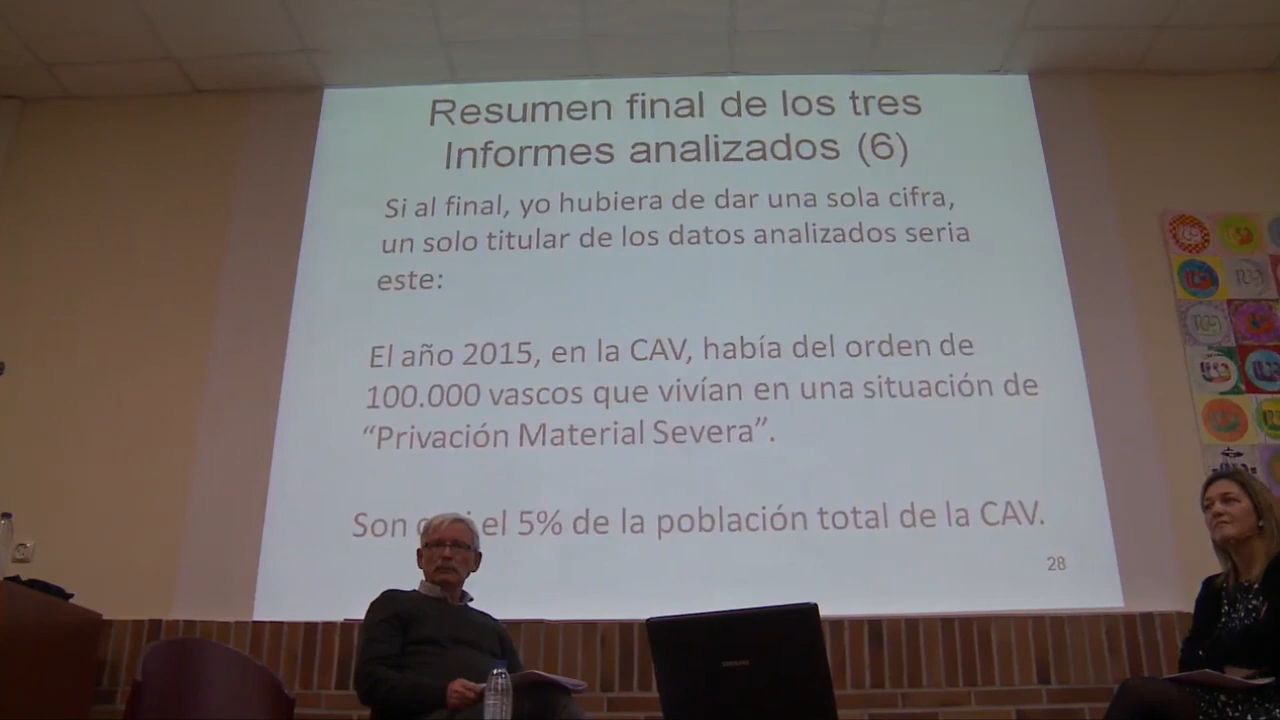 Resumen final de los tres
Informes analizados (6)
Si al final, yo hubiera de dar una sola cifra,
un solo titular de los datos analizados seria
este:
El año 2015, en la CAV, había del orden de
100.000 vascos que vivían en una situación de
“Privación Material Severa”.
Son el 5% de la población total de la CAV.
28
SAMSUNG